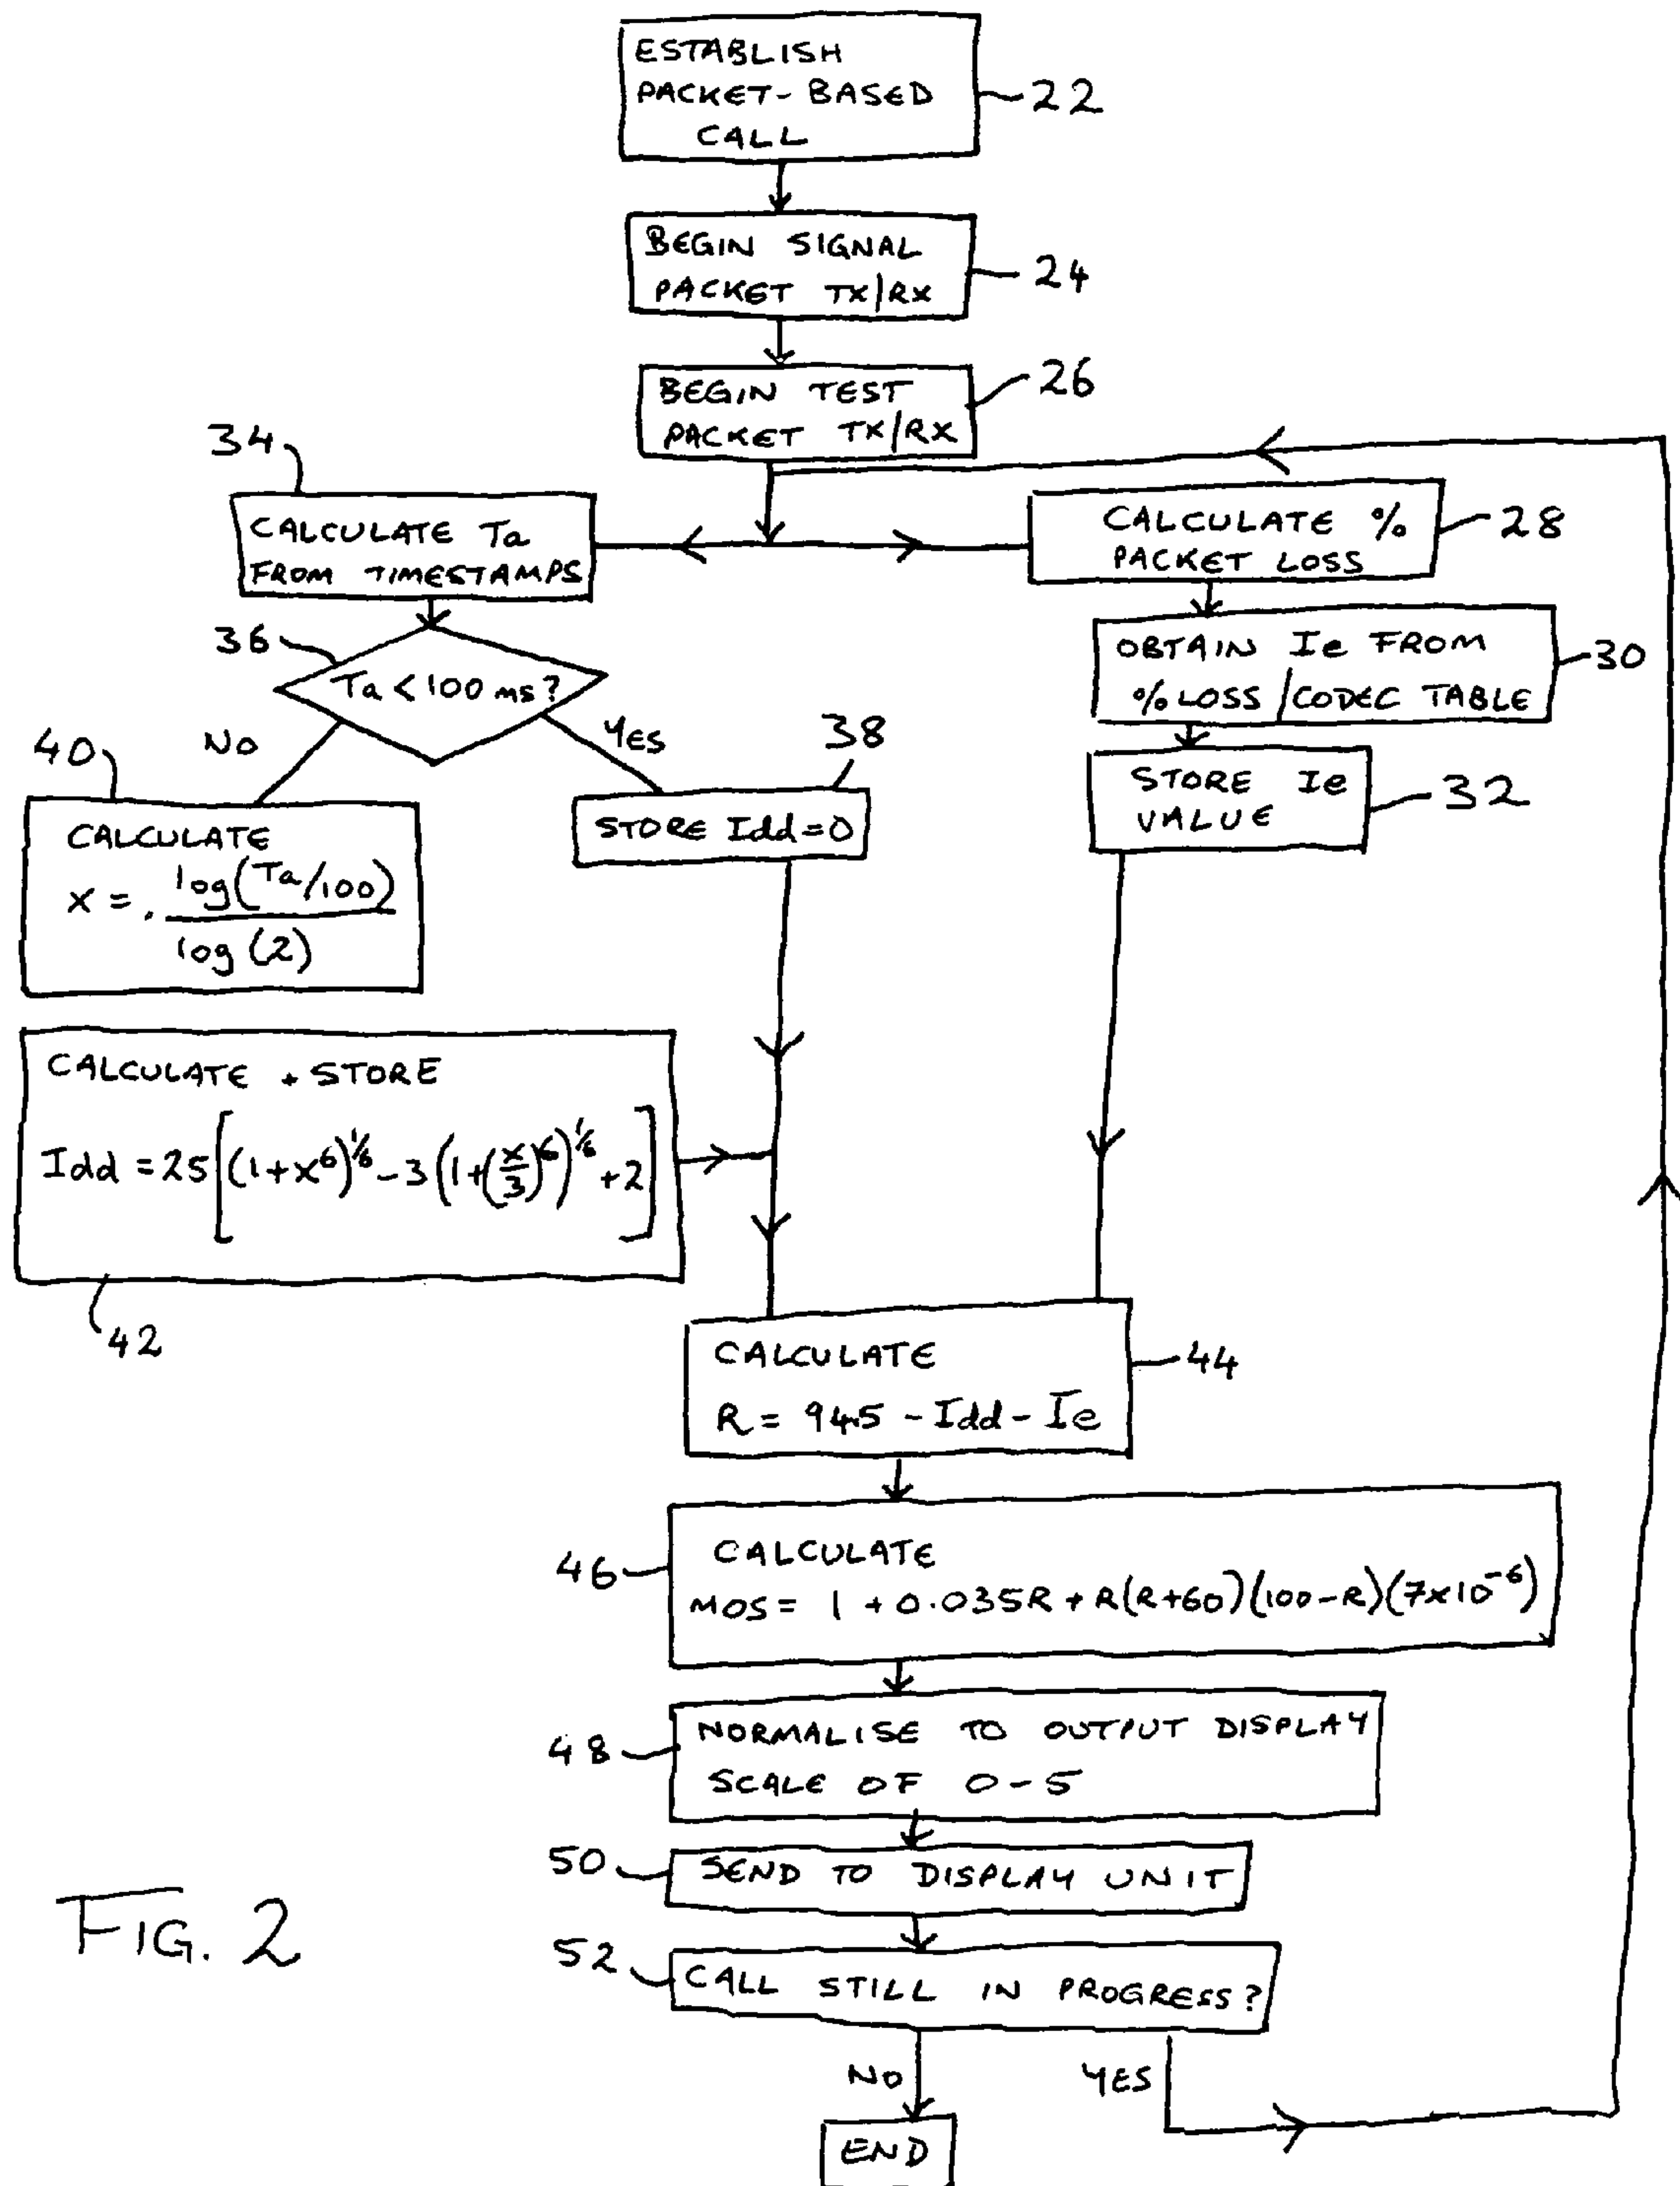 ESTABLISH
PACKET-BASED
CALL
22
BEGIN SIGNAL
PACKET TX/RX
24
BEGIN TEST
PACKET TX/RX
26
34
CALCULATE Ta
FROM TIMESTAMPS
CALCULATE %
PACKET LOSS
28
36
Ta < 100 ms?
OBTAIN Ie FROM
% LOSS / CODEC TABLE
30
NO
YES
40
CALCULATE
x = log(Ta/100)
log (2)
38
STORE Idd = 0
STORE Ie
VALUE
32
CALCULATE + STORE
Idd = 25[(1+x^6)^1/6 - 3(1+(x/3)^6)^1/6 + 2]
42
CALCULATE
R = 94.5 - Idd - Ie
44
46
CALCULATE
MOS = 1 + 0.035R + R(R+60)(100-R)(7x10^-6)
48
NORMALISE TO OUTPUT DISPLAY
SCALE OF 0-5
50
SEND TO DISPLAY UNIT
52
CALL STILL IN PROGRESS?
NO
YES
END
FIG. 2